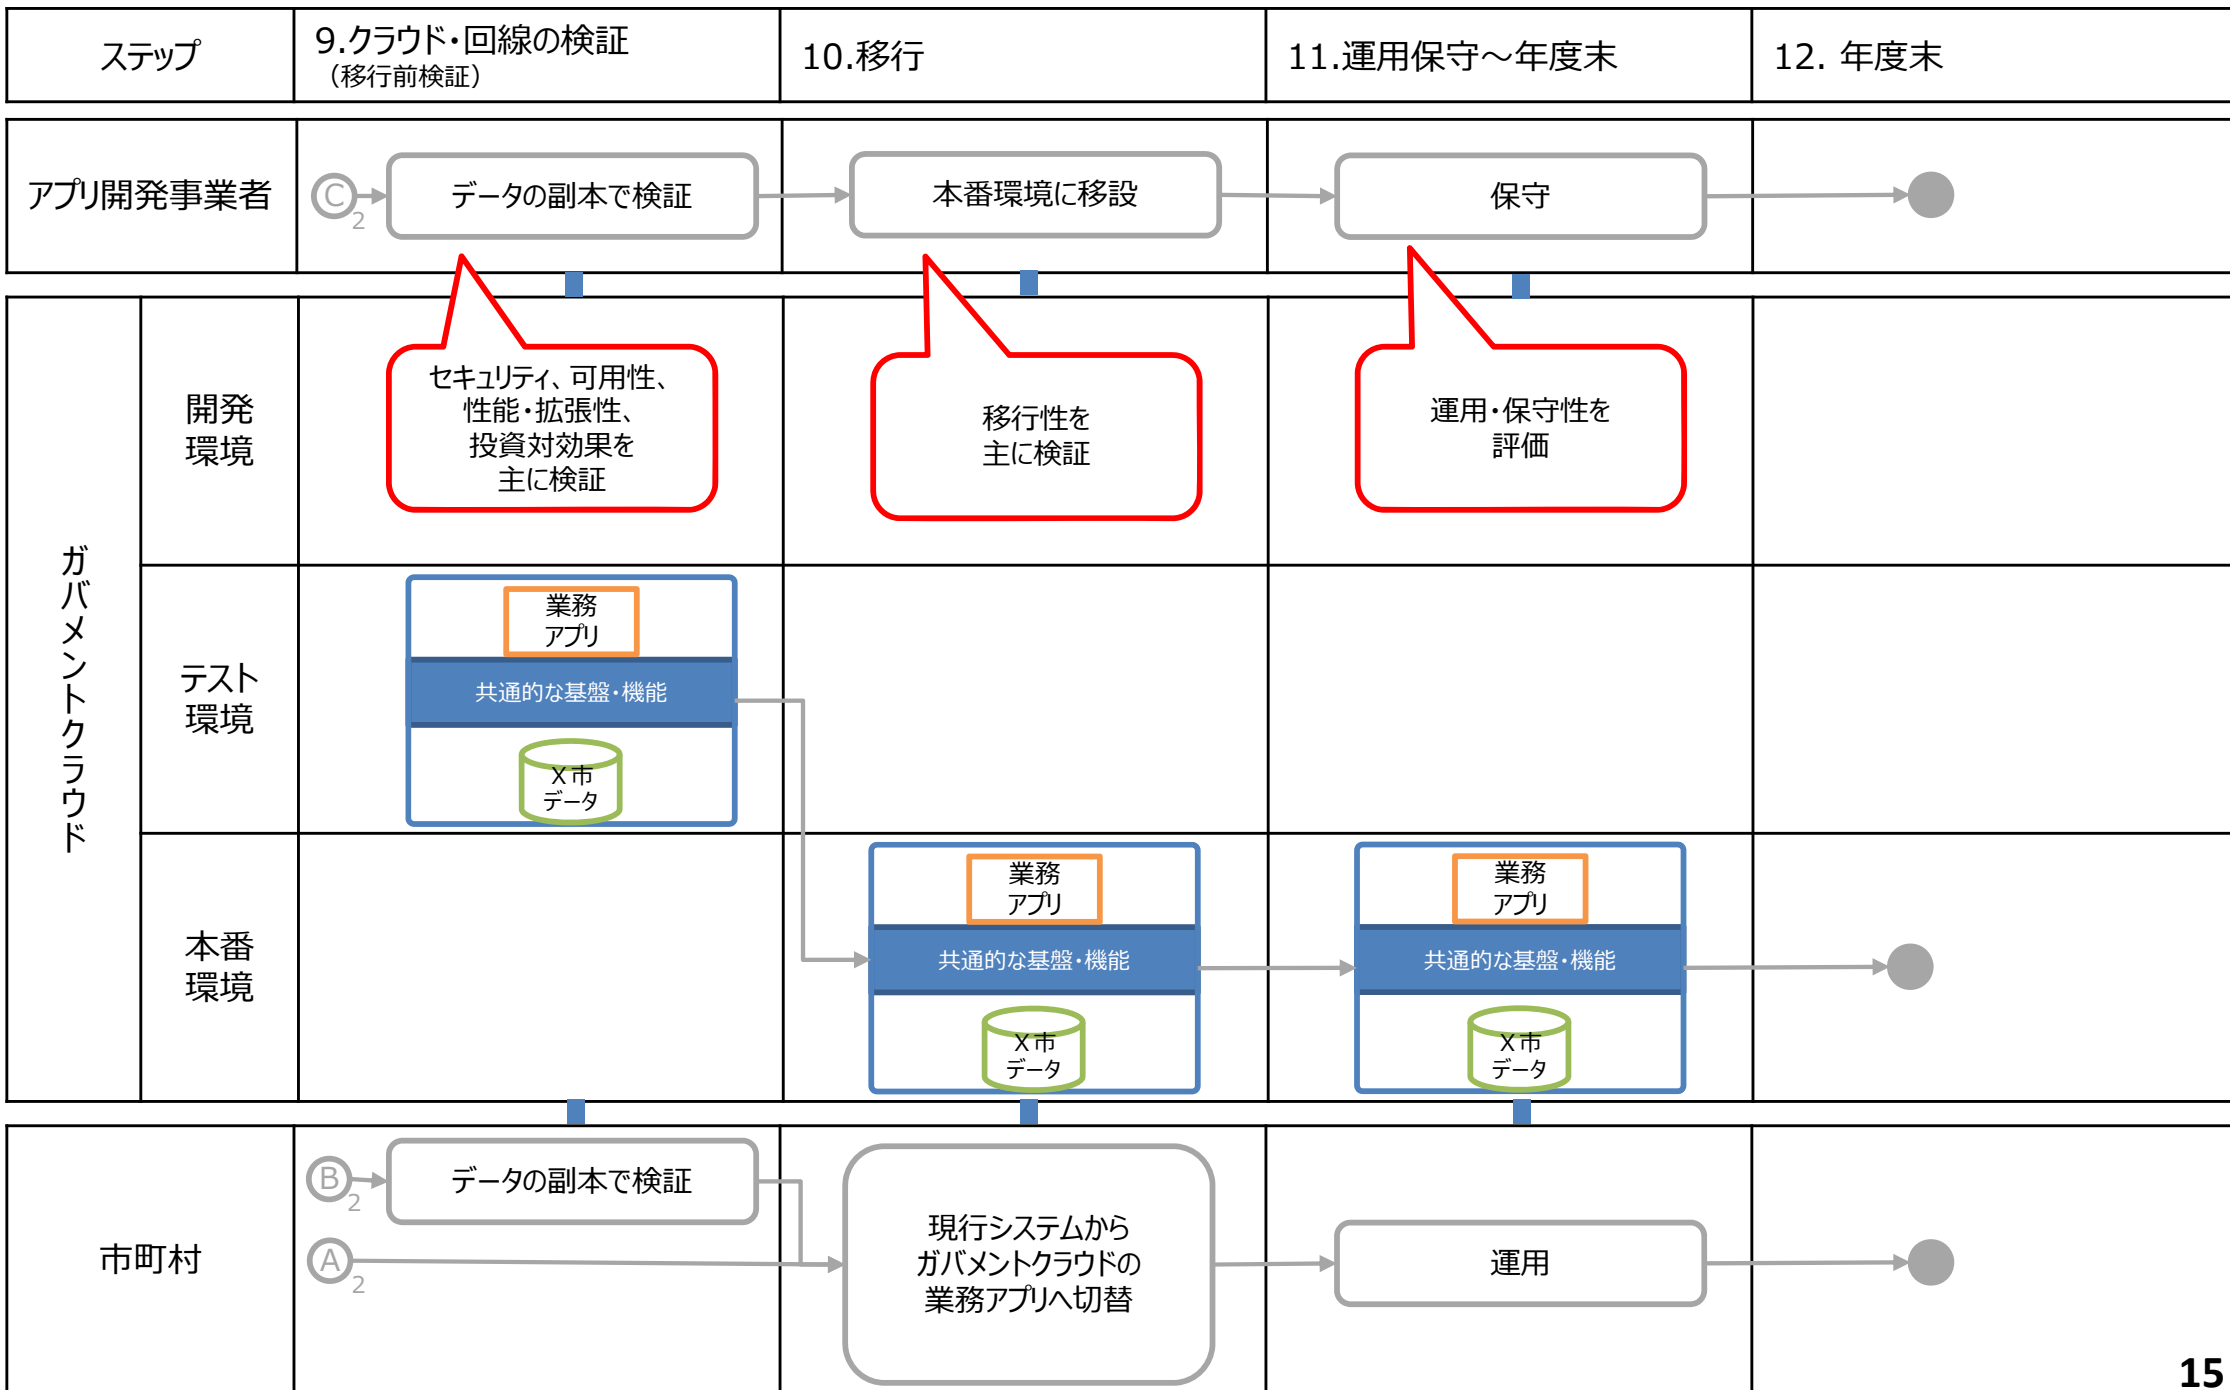 ステップ
9.クラウド・回線の検証
（移行前検証）
10.移行
11.運用保守～年度末
12. 年度末
アプリ開発事業者
C
2
データの副本で検証
本番環境に移設
保守
ガバメントクラウド
開発
環境
セキュリティ、可用性、
性能・拡張性、
投資対効果を
主に検証
移行性を
主に検証
運用・保守性を
評価
テスト
環境
業務
アプリ
共通的な基盤・機能
X 市
データ
本番
環境
業務
アプリ
共通的な基盤・機能
X 市
データ
業務
アプリ
共通的な基盤・機能
X 市
データ
市町村
B
2
データの副本で検証
A
2
現行システムから
ガバメントクラウドの
業務アプリへ切替
運用
15